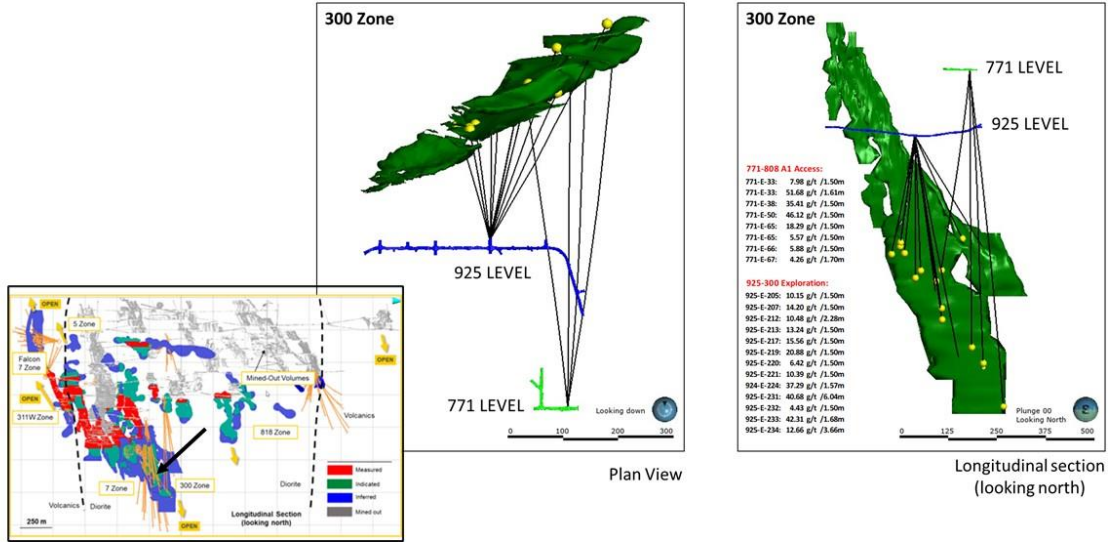 300 Zone
925 LEVEL
771 LEVEL
Looking down
0 100 200 300
Plan View
300 Zone
771 LEVEL
925 LEVEL
771-808 A1 Access:
771-E-33: 7.98 g/t /1.50m
771-E-33: 51.68 g/t /1.61m
771-E-38: 35.41 g/t /1.50m
771-E-50: 46.12 g/t /1.50m
771-E-65: 18.29 g/t /1.50m
771-E-65: 5.57 g/t /1.50m
771-E-66: 5.88 g/t /1.50m
771-E-67: 4.26 g/t /1.70m
925-300 Exploration:
925-E-205: 10.15 g/t /1.50m
925-E-207: 14.20 g/t /1.50m
925-E-212: 10.48 g/t /2.28m
925-E-213: 13.24 g/t /1.50m
925-E-217: 15.56 g/t /1.50m
925-E-219: 20.88 g/t /1.50m
925-E-220: 6.42 g/t /1.50m
925-E-221: 10.39 g/t /1.50m
924-E-224: 37.29 g/t /1.57m
925-E-231: 40.68 g/t /6.04m
925-E-232: 4.43 g/t /1.50m
925-E-233: 42.31 g/t /1.68m
925-E-234: 12.66 g/t /3.66m
Plunge 00
Looking North
0 125 250 375 500
Longitudinal section
(looking north)
OPEN
5 Zone
OPEN
Falcon
7 Zone
Mined-Out Volumes
OPEN
311W Zone
Volcanics
818 Zone
7 Zone
300 Zone
Diorite
Volcanics
Diorite
Measured
Indicated
Inferred
Mined out
250 m
OPEN
Longitudinal Section
(looking north)